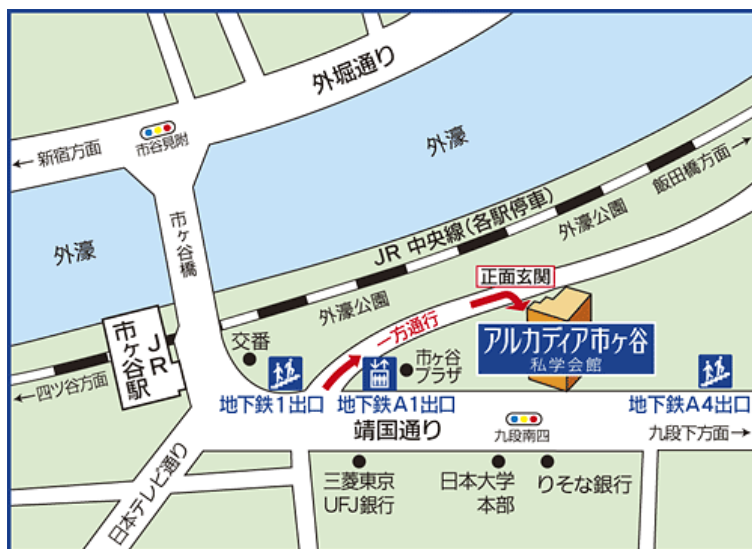 外堀通り
市谷見附
←新宿方面
外濠
飯田橋方面→
市ヶ谷橋
外濠
JR 中央線(各駅停車)
外濠公園
正面玄関
外濠公園
一方通行
アルカディア市ヶ谷
私学会館
JR
市ヶ谷駅
交番
市ヶ谷
プラザ
←四ツ谷方面
地下鉄1出口
地下鉄A1出口
地下鉄A4出口
靖国通り
九段南四
九段下方面→
日本テレビ通り
三菱東京
UFJ銀行
日本大学
本部
りそな銀行